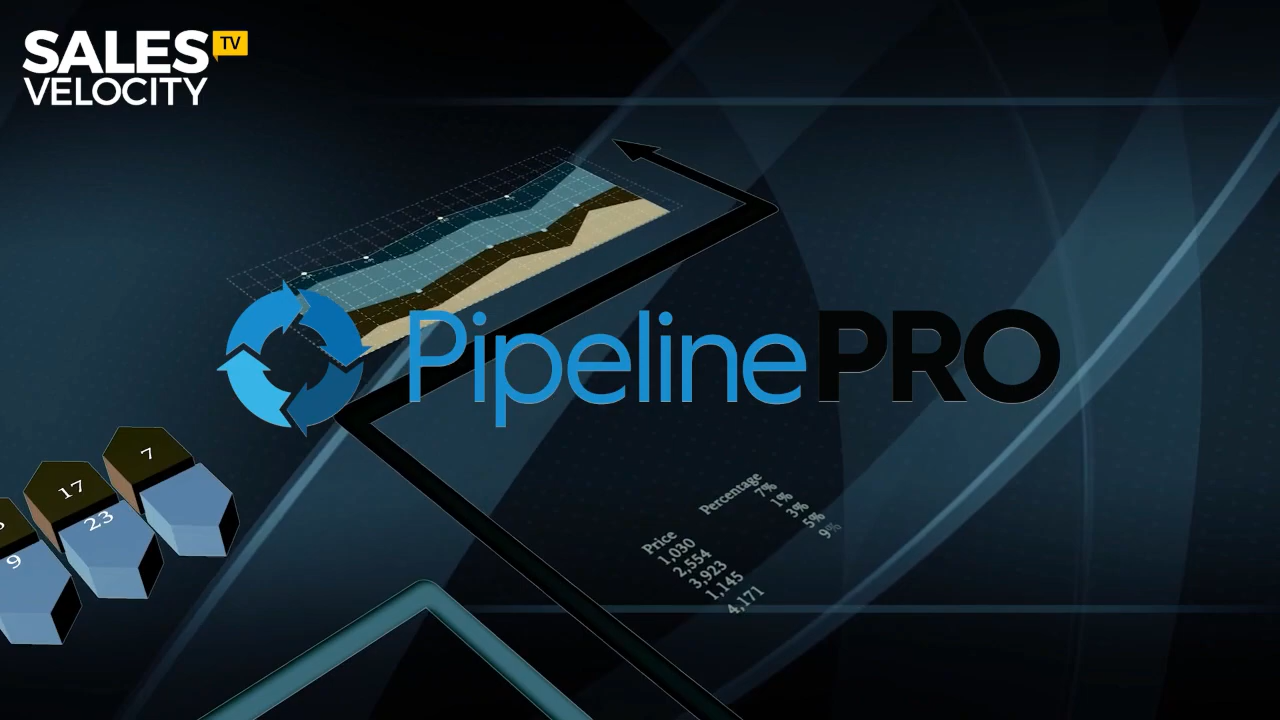 SALES TV
VELOCITY
PipelinePRO
7
17
23
9
Percentage
7%
1%
3%
5%
9%
Price
1,030
2,554
3,923
1,145
4,171